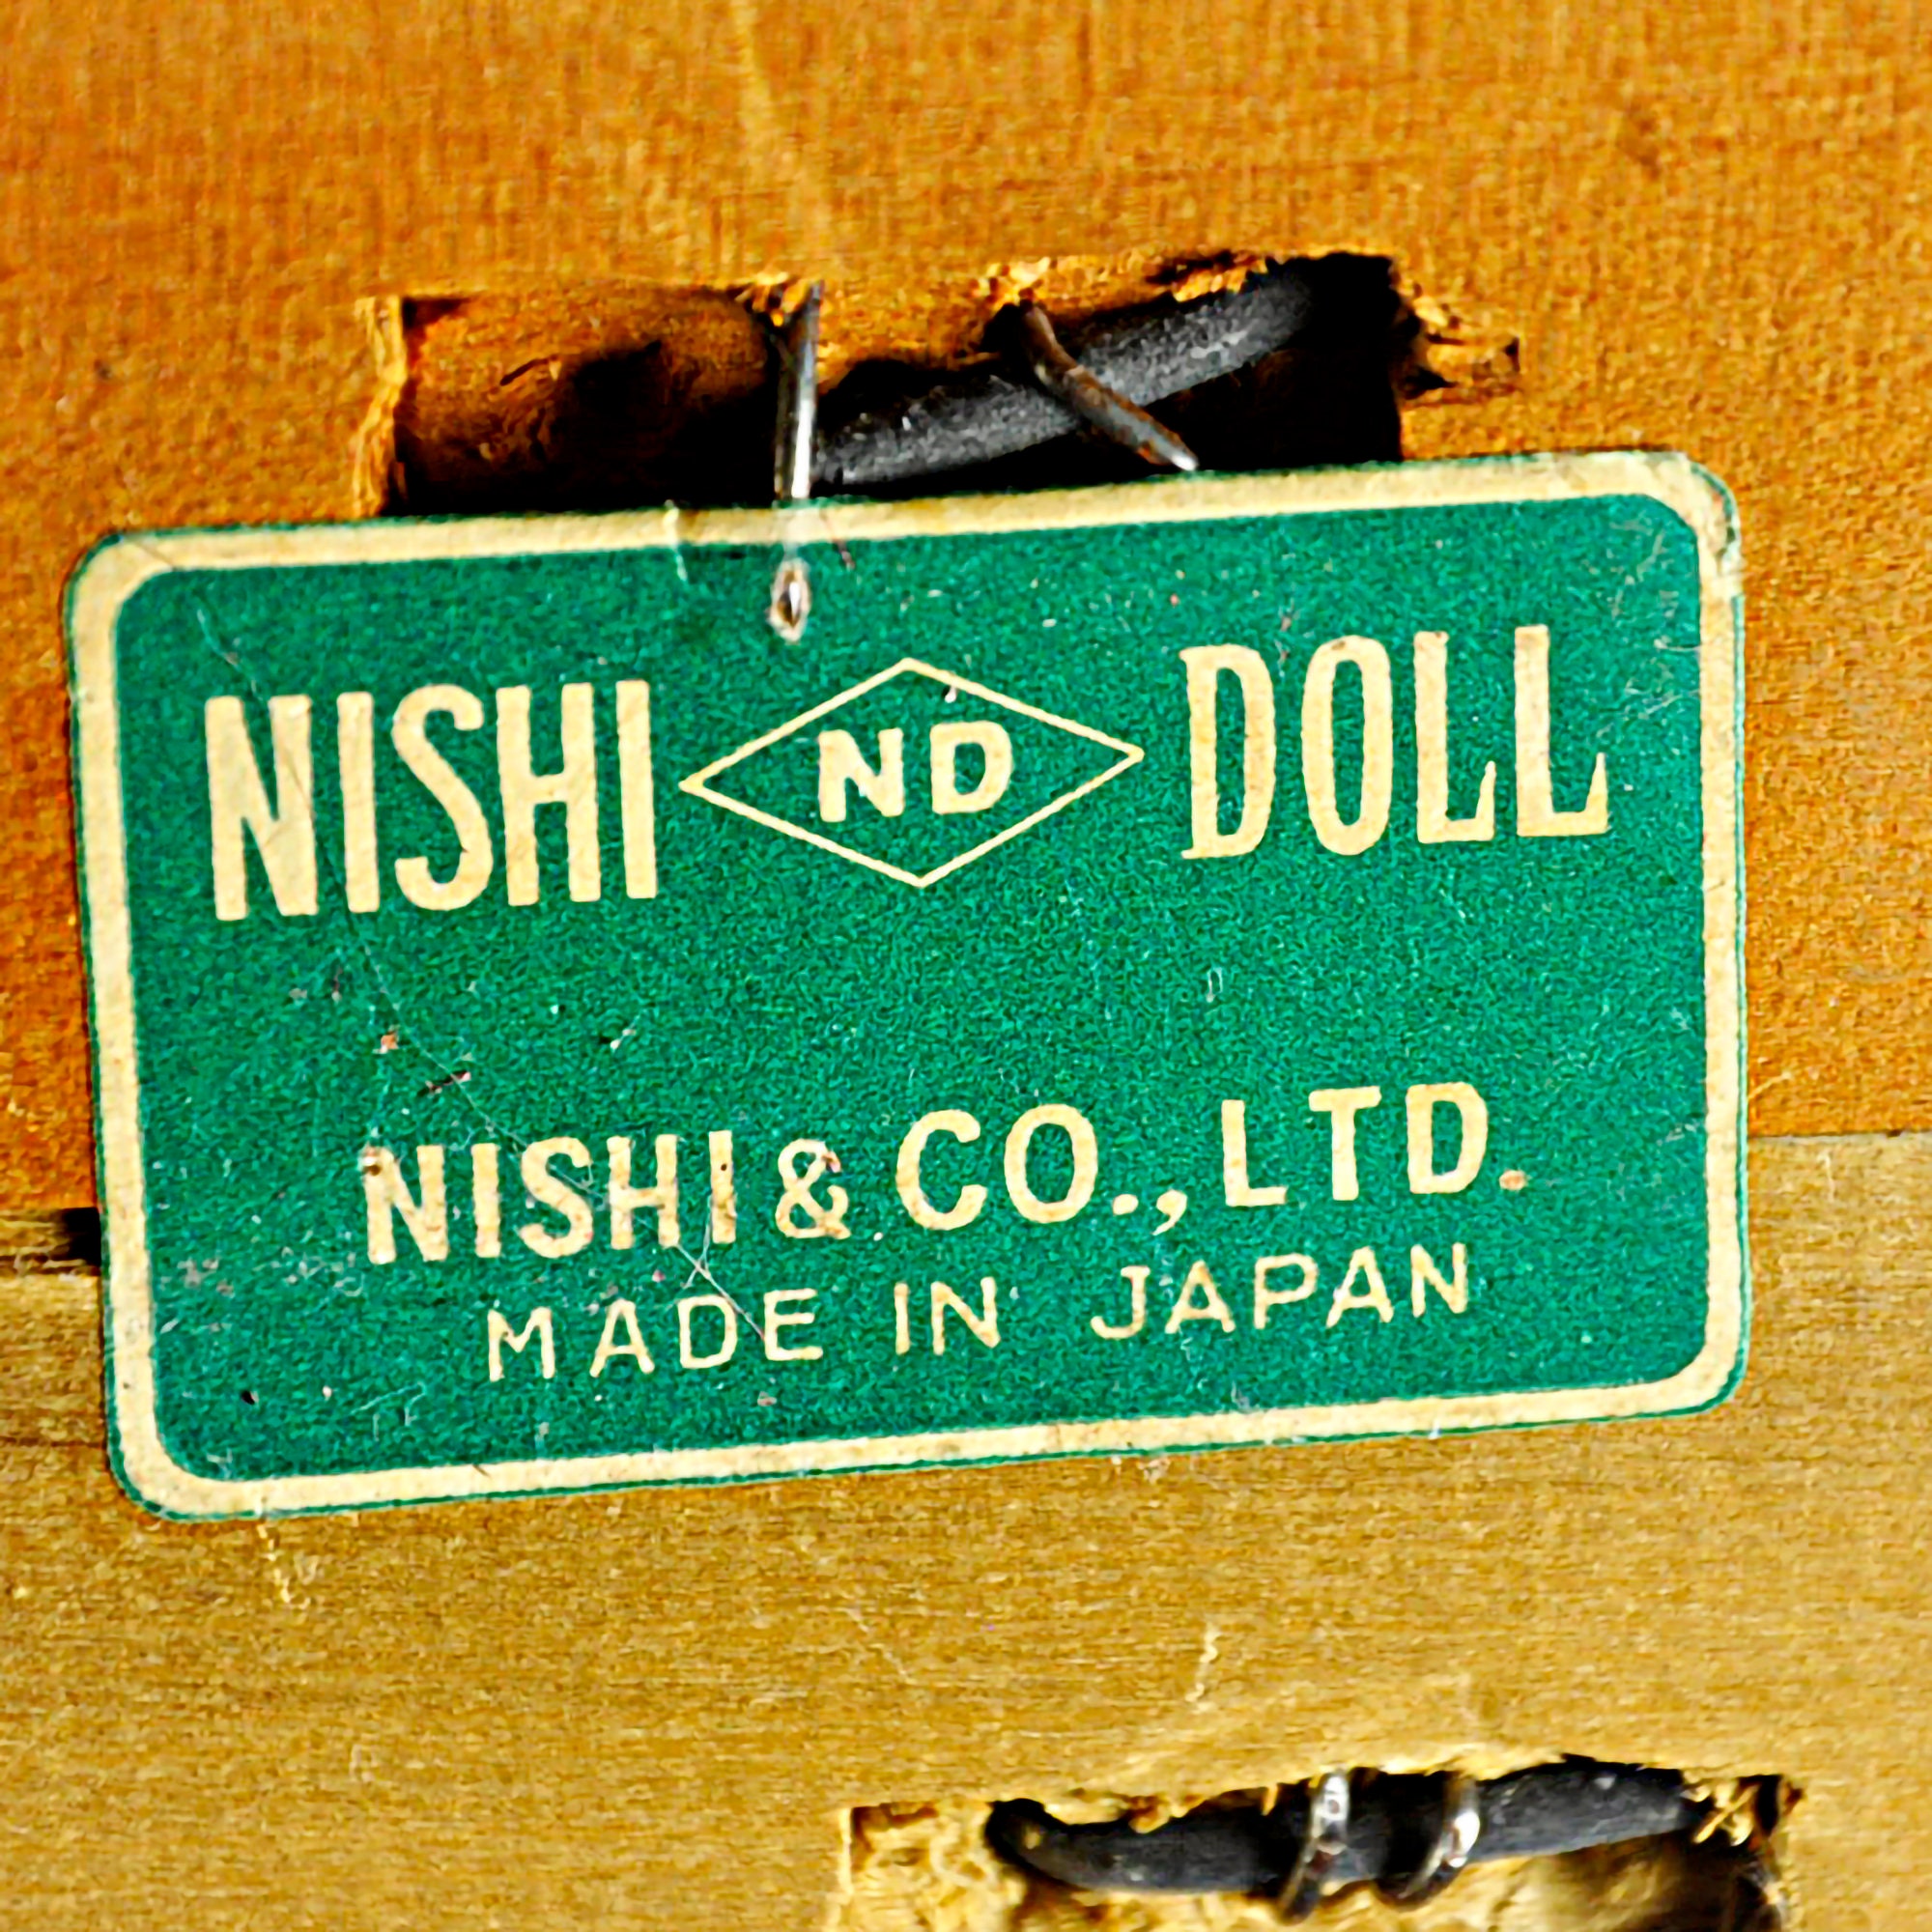 NISHI ND DOLL
NISHI & CO., LTD.
MADE IN JAPAN